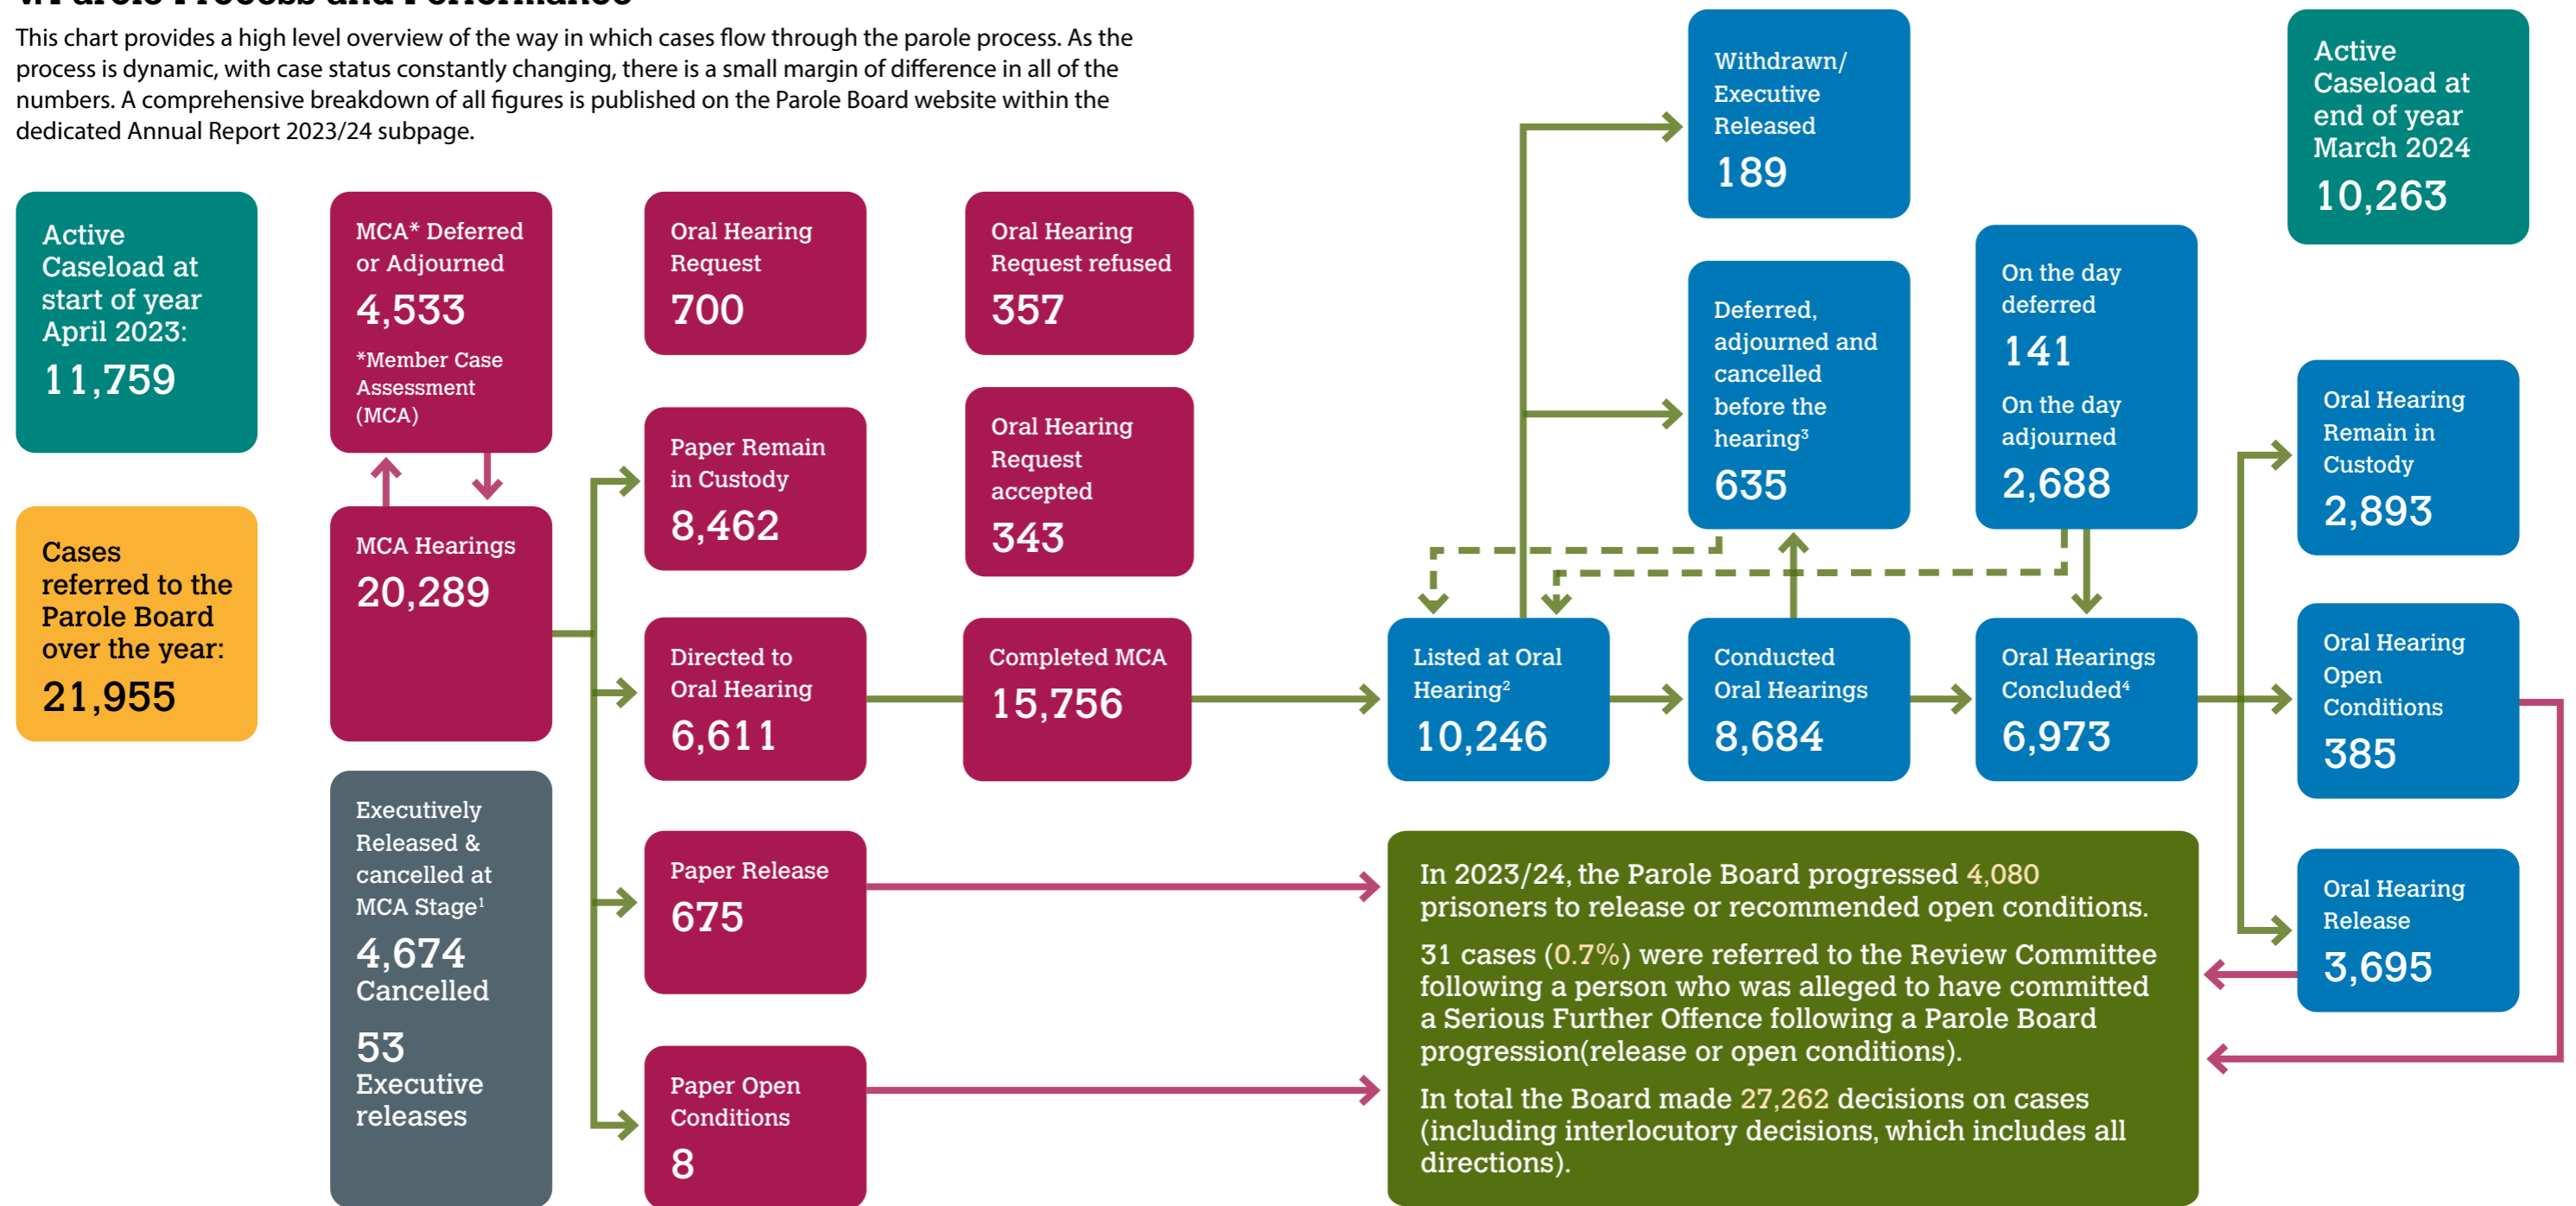 v. Parole Process and Performance
This chart provides a high level overview of the way in which cases flow through the parole process. As the
process is dynamic, with case status constantly changing, there is a small margin of difference in all of the
numbers. A comprehensive breakdown of all figures is published on the Parole Board website within the
dedicated Annual Report 2023/24 subpage.
Active
Caseload at
start of year
April 2023:
11,759
Cases
referred to the
Parole Board
over the year:
21,955
MCA* Deferred
or Adjourned
4,533
*Member Case
Assessment
(MCA)
MCA Hearings
20,289
Executively
Released &
cancelled at
MCA Stage¹
4,674
Cancelled
53
Executive
releases
Oral Hearing
Request
700
Paper Remain
in Custody
8,462
Directed to
Oral Hearing
6,611
Paper Release
675
Paper Open
Conditions
8
Oral Hearing
Request refused
357
Oral Hearing
Request
accepted
343
Completed MCA
15,756
Listed at Oral
Hearing²
10,246
Withdrawn/
Executive
Released
189
Deferred,
adjourned and
cancelled
before the
hearing³
635
Conducted
Oral Hearings
8,684
On the day
deferred
141
On the day
adjourned
2,688
Oral Hearings
Concluded⁴
6,973
Active
Caseload at
end of year
March 2024
10,263
Oral Hearing
Remain in
Custody
2,893
Oral Hearing
Open
Conditions
385
Oral Hearing
Release
3,695
In 2023/24, the Parole Board progressed 4,080
prisoners to release or recommended open conditions.
31 cases (0.7%) were referred to the Review Committee
following a person who was alleged to have committed
a Serious Further Offence following a Parole Board
progression(release or open conditions).
In total the Board made 27,262 decisions on cases
(including interlocutory decisions, which includes all
directions).